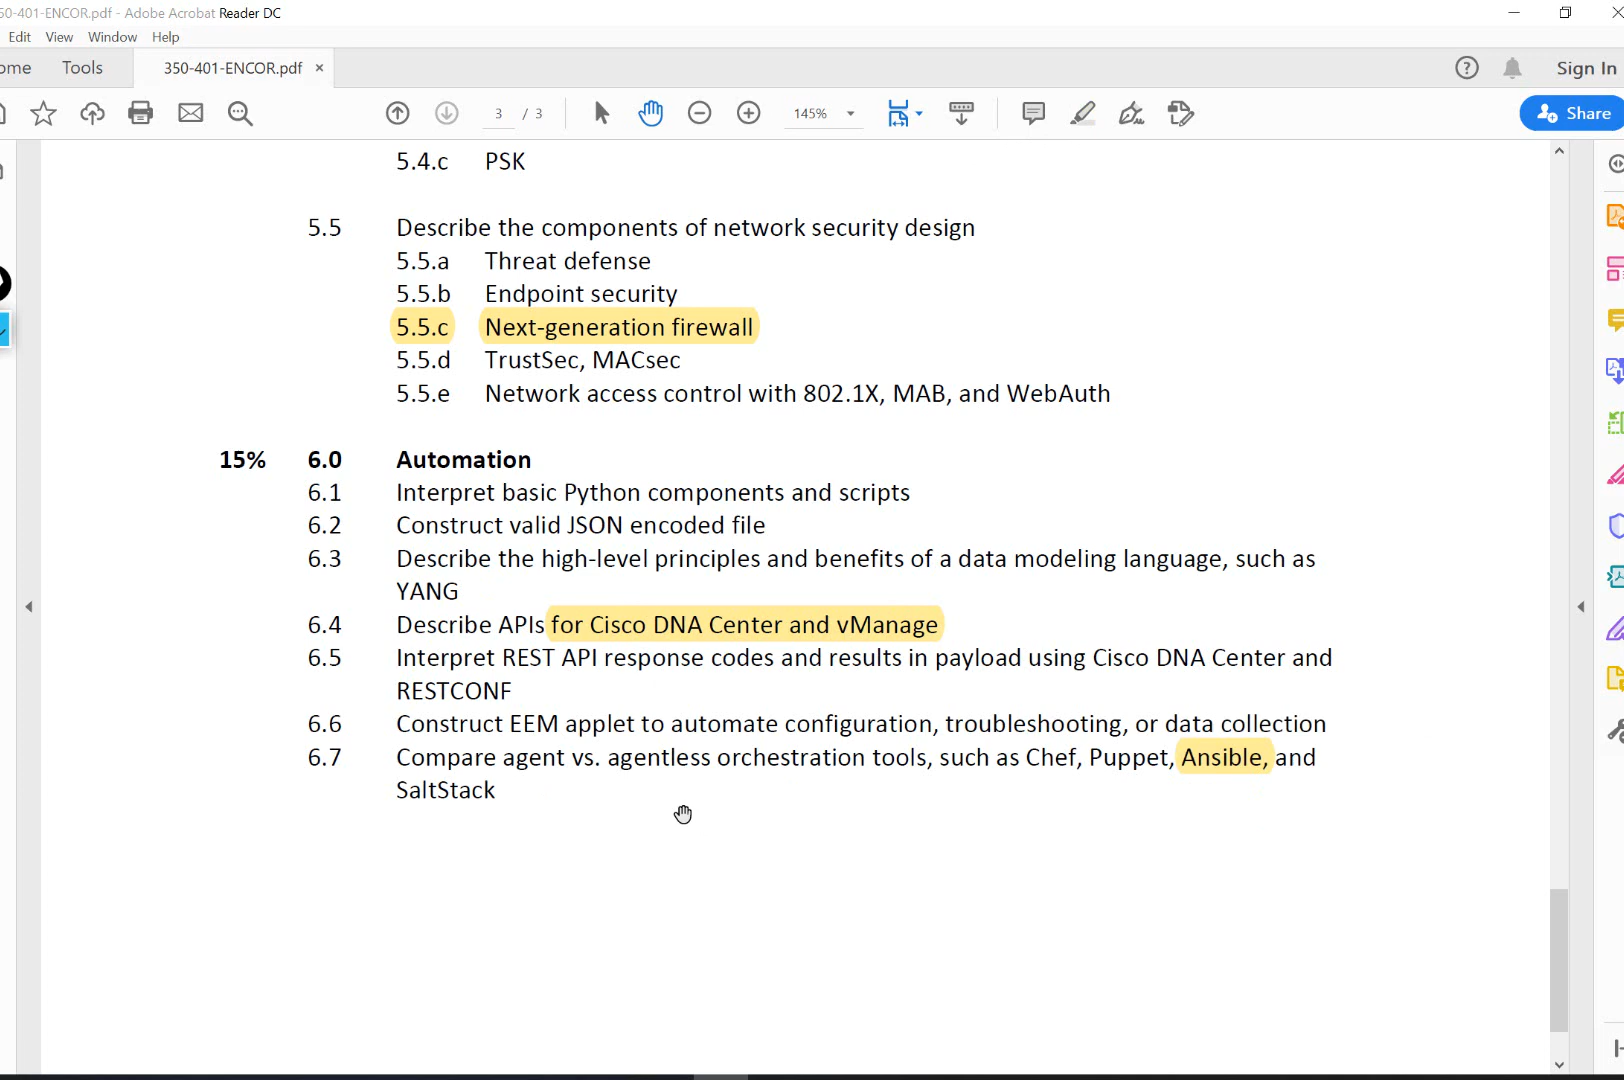 50-401-ENCOR.pdf - Adobe Acrobat Reader DC
Edit View Window Help
ome Tools 350-401-ENCOR.pdf × Sign In
3 / 3 145% Share
5.4.c PSK
5.5 Describe the components of network security design
5.5.a Threat defense
5.5.b Endpoint security
5.5.c Next-generation firewall
5.5.d TrustSec, MACsec
5.5.e Network access control with 802.1X, MAB, and WebAuth
15% 6.0 Automation
6.1 Interpret basic Python components and scripts
6.2 Construct valid JSON encoded file
6.3 Describe the high-level principles and benefits of a data modeling language, such as
YANG
6.4 Describe APIs for Cisco DNA Center and vManage
6.5 Interpret REST API response codes and results in payload using Cisco DNA Center and
RESTCONF
6.6 Construct EEM applet to automate configuration, troubleshooting, or data collection
6.7 Compare agent vs. agentless orchestration tools, such as Chef, Puppet, Ansible, and
SaltStack